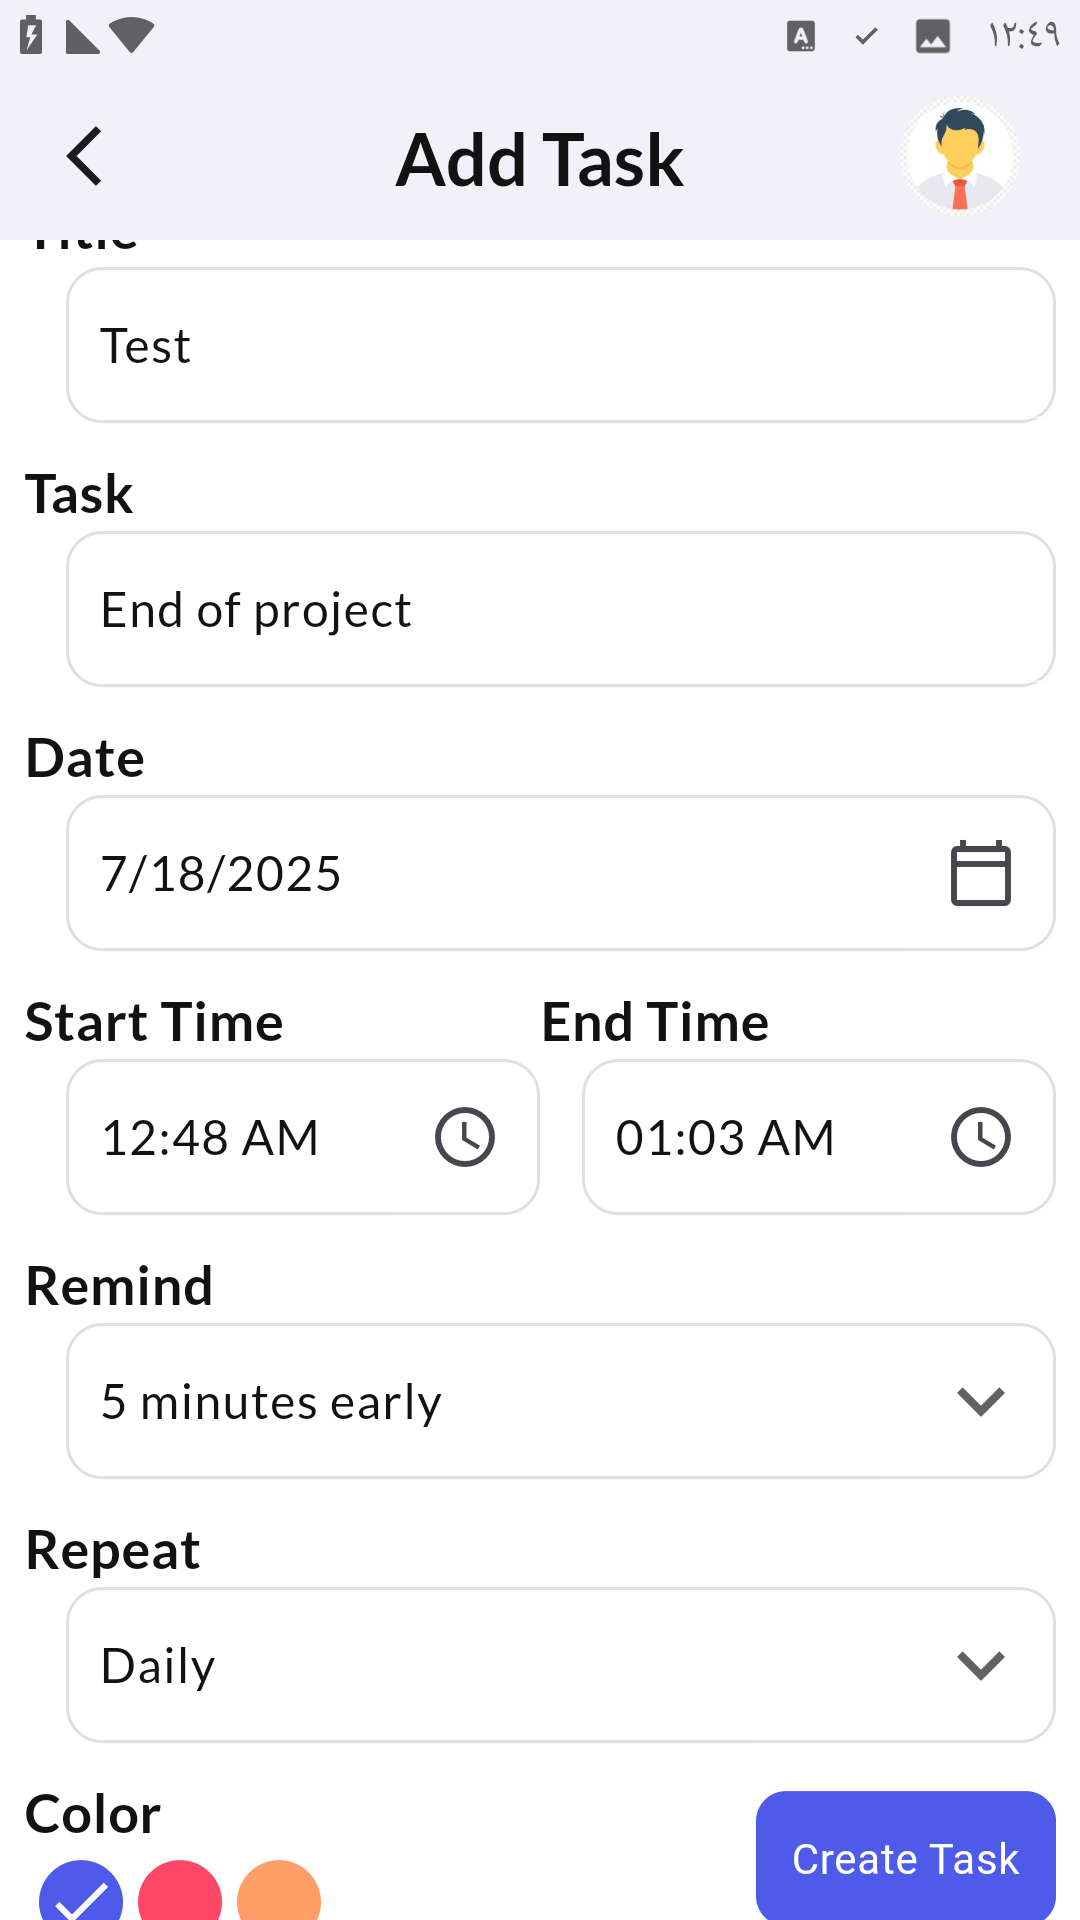 ١٢:٤٩
Add Task
Title
Test
Task
End of project
Date
7/18/2025
Start Time End Time
12:48 AM 01:03 AM
Remind
5 minutes early
Repeat
Daily
Color
Create Task